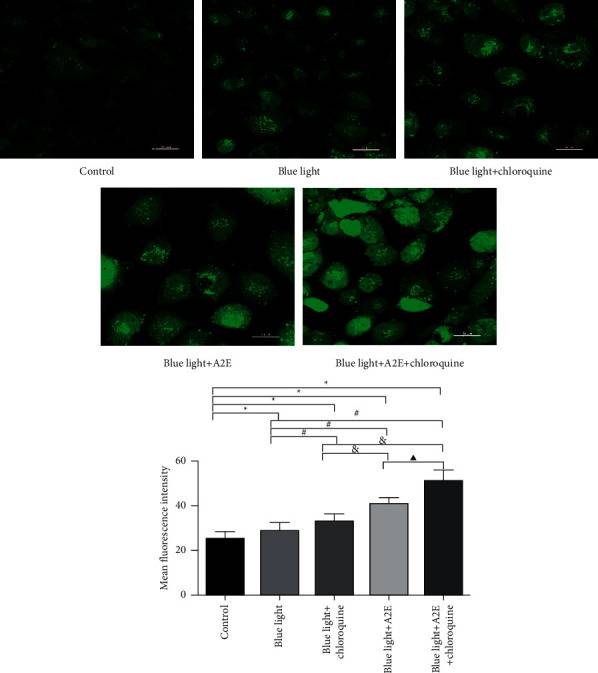 Control
Blue light
Blue light+chloroquine
Blue light+A2E
Blue light+A2E+chloroquine
*
*
*
*
#
#
#
&
&
▲
Mean fluorescence intensity
60
40
20
0
Control
Blue light
Blue light+
chloroquine
Blue light+A2E
Blue light+A2E
+chloroquine